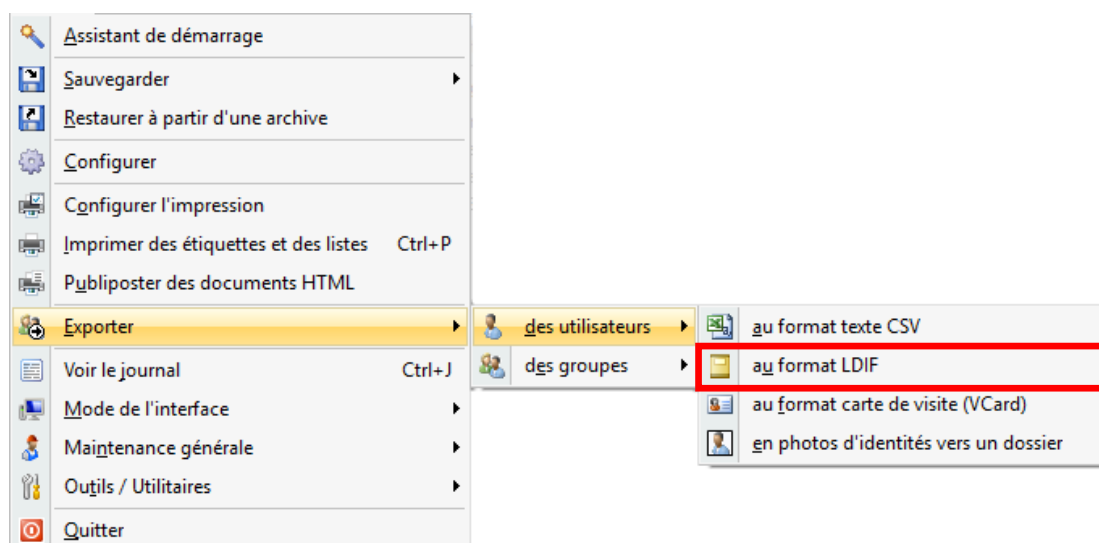 Assistant de démarrage
Sauvegarder
Restaurer à partir d'une archive
Configurer
Configurer l'impression
Imprimer des étiquettes et des listes Ctrl+P
Publiposter des documents HTML
Exporter
des utilisateurs
au format texte CSV
des groupes
au format LDIF
Voir le journal Ctrl+J
Mode de l'interface
au format carte de visite (VCard)
Maintenance générale
en photos d'identités vers un dossier
Outils / Utilitaires
Quitter